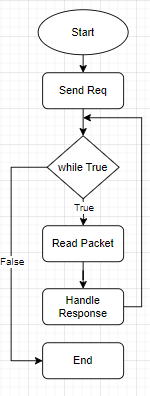 Start
Send Req
while True
True
Read Packet
False
Handle
Response
End